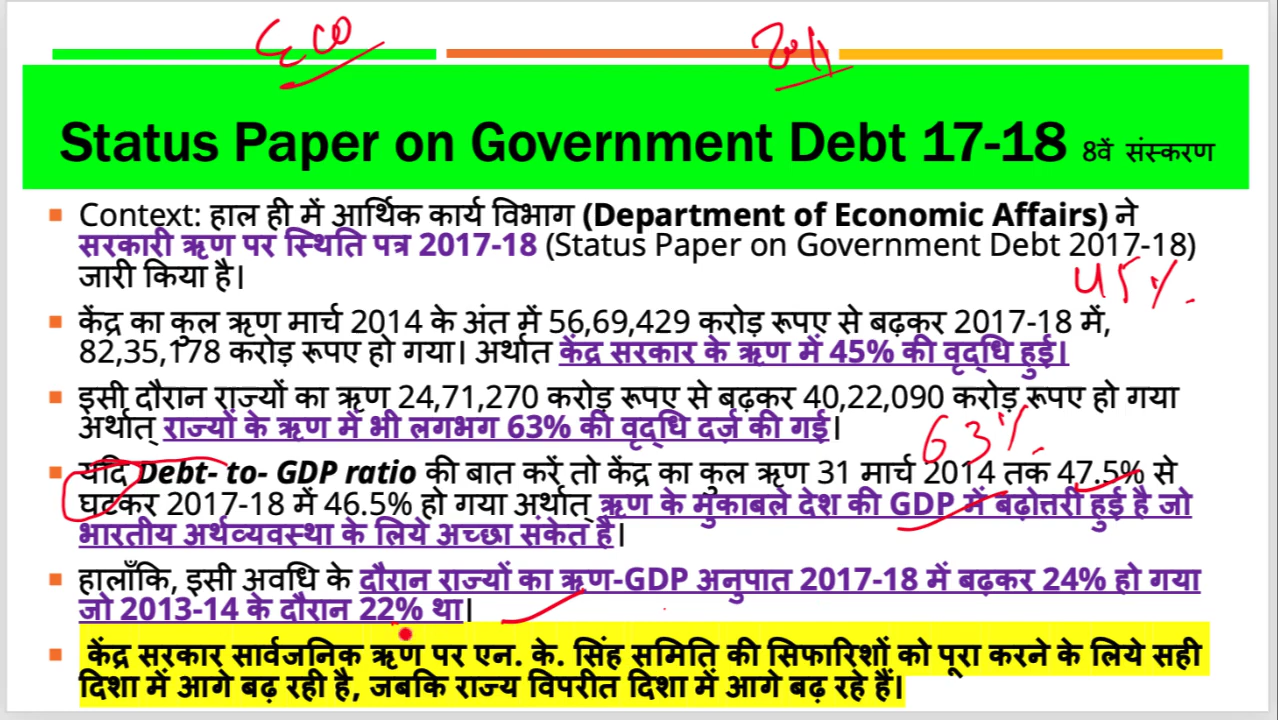 Eco
2011
Status Paper on Government Debt 17-18 8वें संस्करण
Context: हाल ही में आर्थिक कार्य विभाग (Department of Economic Affairs) ने
सरकारी ऋण पर स्थिति पत्र 2017-18 (Status Paper on Government Debt 2017-18)
जारी किया है।
45%
केंद्र का कुल ऋण मार्च 2014 के अंत में 56,69,429 करोड़ रूपए से बढ़कर 2017-18 में,
82,35,178 करोड़ रूपए हो गया। अर्थात केंद्र सरकार के ऋण में 45% की वृद्धि हुई।
इसी दौरान राज्यों का ऋण 24,71,270 करोड़ रूपए से बढ़कर 40,22,090 करोड़ रूपए हो गया
अर्थात् राज्यों के ऋण में भी लगभग 63% की वृद्धि दर्ज़ की गई।
63%
यदि Debt- to- GDP ratio की बात करें तो केंद्र का कुल ऋण 31 मार्च 2014 तक 47.5% से
घटकर 2017-18 में 46.5% हो गया अर्थात् ऋण के मुकाबले देश की GDP में बढ़ोत्तरी हुई है जो
भारतीय अर्थव्यवस्था के लिये अच्छा संकेत है।
हालाँकि, इसी अवधि के दौरान राज्यों का ऋण-GDP अनुपात 2017-18 में बढ़कर 24% हो गया
जो 2013-14 के दौरान 22% था।
केंद्र सरकार सार्वजनिक ऋण पर एन. के. सिंह समिति की सिफारिशों को पूरा करने के लिये सही
दिशा में आगे बढ़ रही है, जबकि राज्य विपरीत दिशा में आगे बढ़ रहे हैं।